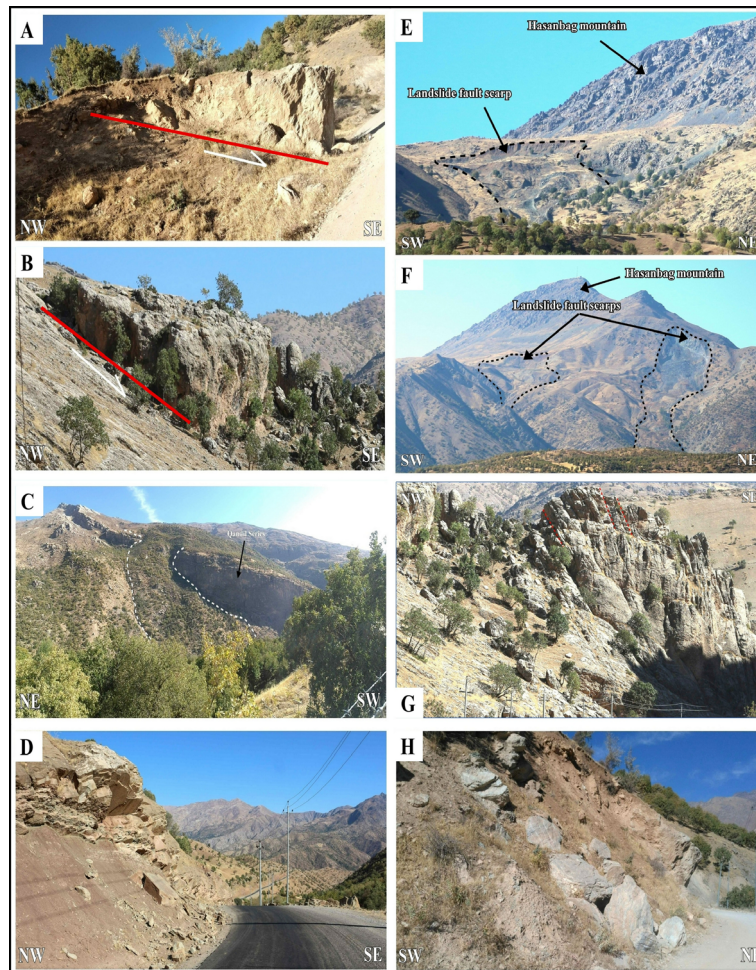 A
NW
SE
B
NW
SE
C
Series
NE
SW
D
NW
SE
E
Hasanbag mountain
Landslide fault scarp
SW
F
Hasanbag mountain
Landslide fault scarps
SW
NE
G
H
SW